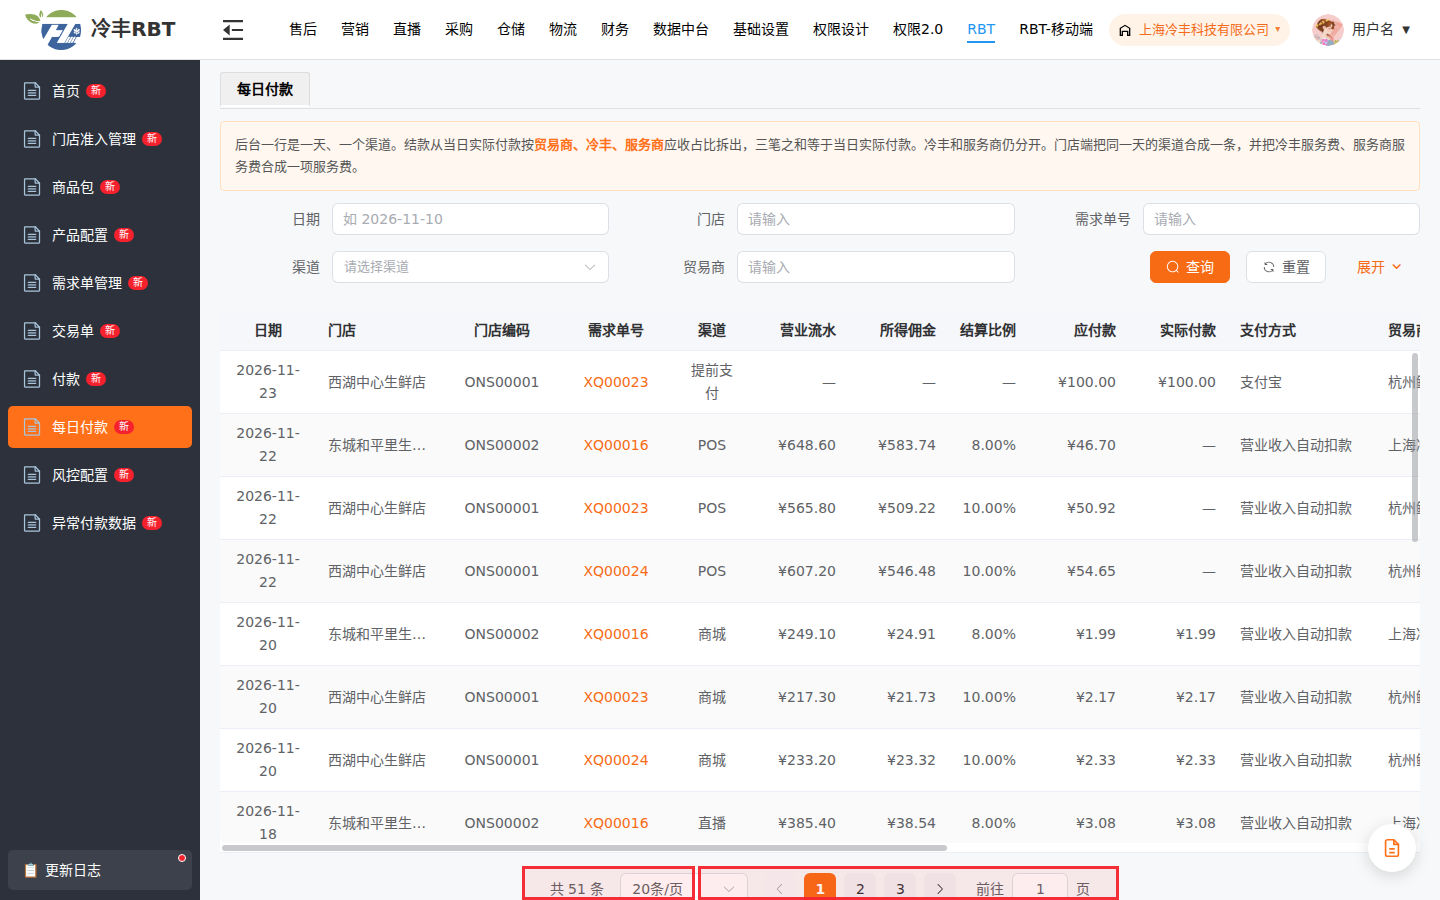 冷丰RBT
售后 营销 直播 采购 仓储 物流 财务 数据中台 基础设置 权限设计 权限2.0 RBT RBT-移动端 上海冷丰科技有限公司 ▾ 用户名 ▼
首页 新
门店准入管理 新
商品包 新
产品配置 新
需求单管理 新
交易单 新
付款 新
每日付款 新
风控配置 新
异常付款数据 新
更新日志
每日付款
后台一行是一天、一个渠道。结款从当日实际付款按贸易商、冷丰、服务商应收占比拆出，三笔之和等于当日实际付款。冷丰和服务商仍分开。门店端把同一天的渠道合成一条，并把冷丰服务费、服务商服
务费合成一项服务费。
日期 如 2026-11-10 门店 请输入 需求单号 请输入
渠道 请选择渠道 贸易商 请输入 查询 重置 展开
日期 门店 门店编码 需求单号 渠道 营业流水 所得佣金 结算比例 应付款 实际付款 支付方式 贸易
2026-11-23 西湖中心生鲜店 ONS00001 XQ00023 提前支付 — — — ¥100.00 ¥100.00 支付宝 杭州
2026-11-22 东城和平里生... ONS00002 XQ00016 POS ¥648.60 ¥583.74 8.00% ¥46.70 — 营业收入自动扣款 上海
2026-11-22 西湖中心生鲜店 ONS00001 XQ00023 POS ¥565.80 ¥509.22 10.00% ¥50.92 — 营业收入自动扣款 杭州
2026-11-22 西湖中心生鲜店 ONS00001 XQ00024 POS ¥607.20 ¥546.48 10.00% ¥54.65 — 营业收入自动扣款 杭州
2026-11-20 东城和平里生... ONS00002 XQ00016 商城 ¥249.10 ¥24.91 8.00% ¥1.99 ¥1.99 营业收入自动扣款 上海
2026-11-20 西湖中心生鲜店 ONS00001 XQ00023 商城 ¥217.30 ¥21.73 10.00% ¥2.17 ¥2.17 营业收入自动扣款 杭州
2026-11-20 西湖中心生鲜店 ONS00001 XQ00024 商城 ¥233.20 ¥23.32 10.00% ¥2.33 ¥2.33 营业收入自动扣款 杭州
2026-11-18 东城和平里生... ONS00002 XQ00016 直播 ¥385.40 ¥38.54 8.00% ¥3.08 ¥3.08 营业收入自动扣款 上海
共 51 条 20条/页 1 2 3 前往 1 页